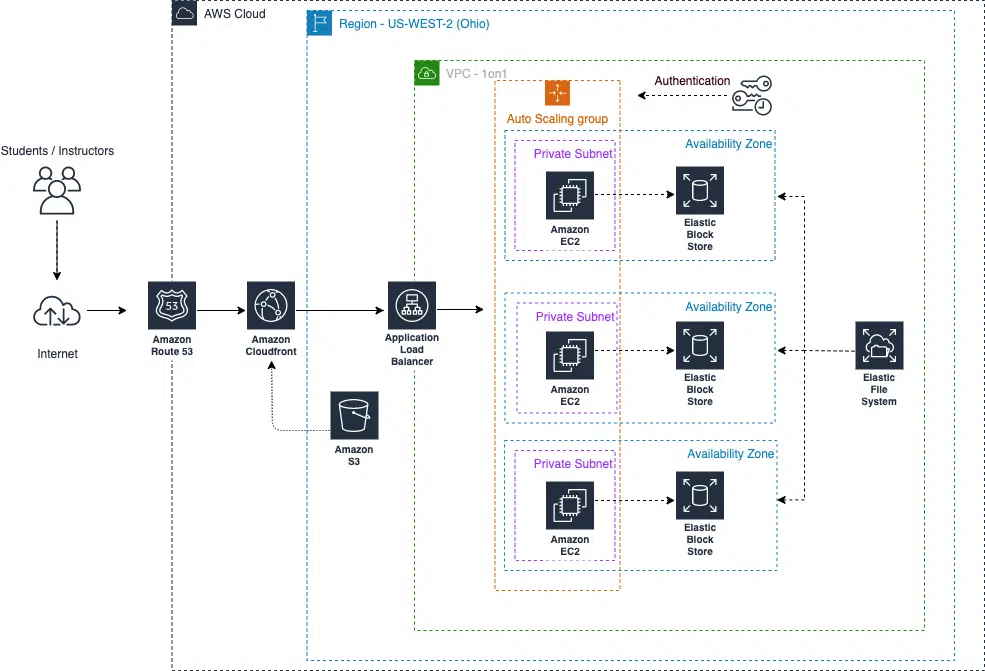 AWS Cloud
Region - US-WEST-2 (Ohio)
VPC - 1on1
Authentication
Auto Scaling group
Students / Instructors
Internet
53
Amazon
Route 53
Amazon
Cloudfront
Amazon
S3
Application
Load
Balancer
Availability Zone
Private Subnet
Amazon
EC2
Elastic
Block
Store
Availability Zone
Private Subnet
Amazon
EC2
Elastic
Block
Store
Availability Zone
Private Subnet
Amazon
EC2
Elastic
Block
Store
Elastic
File
System